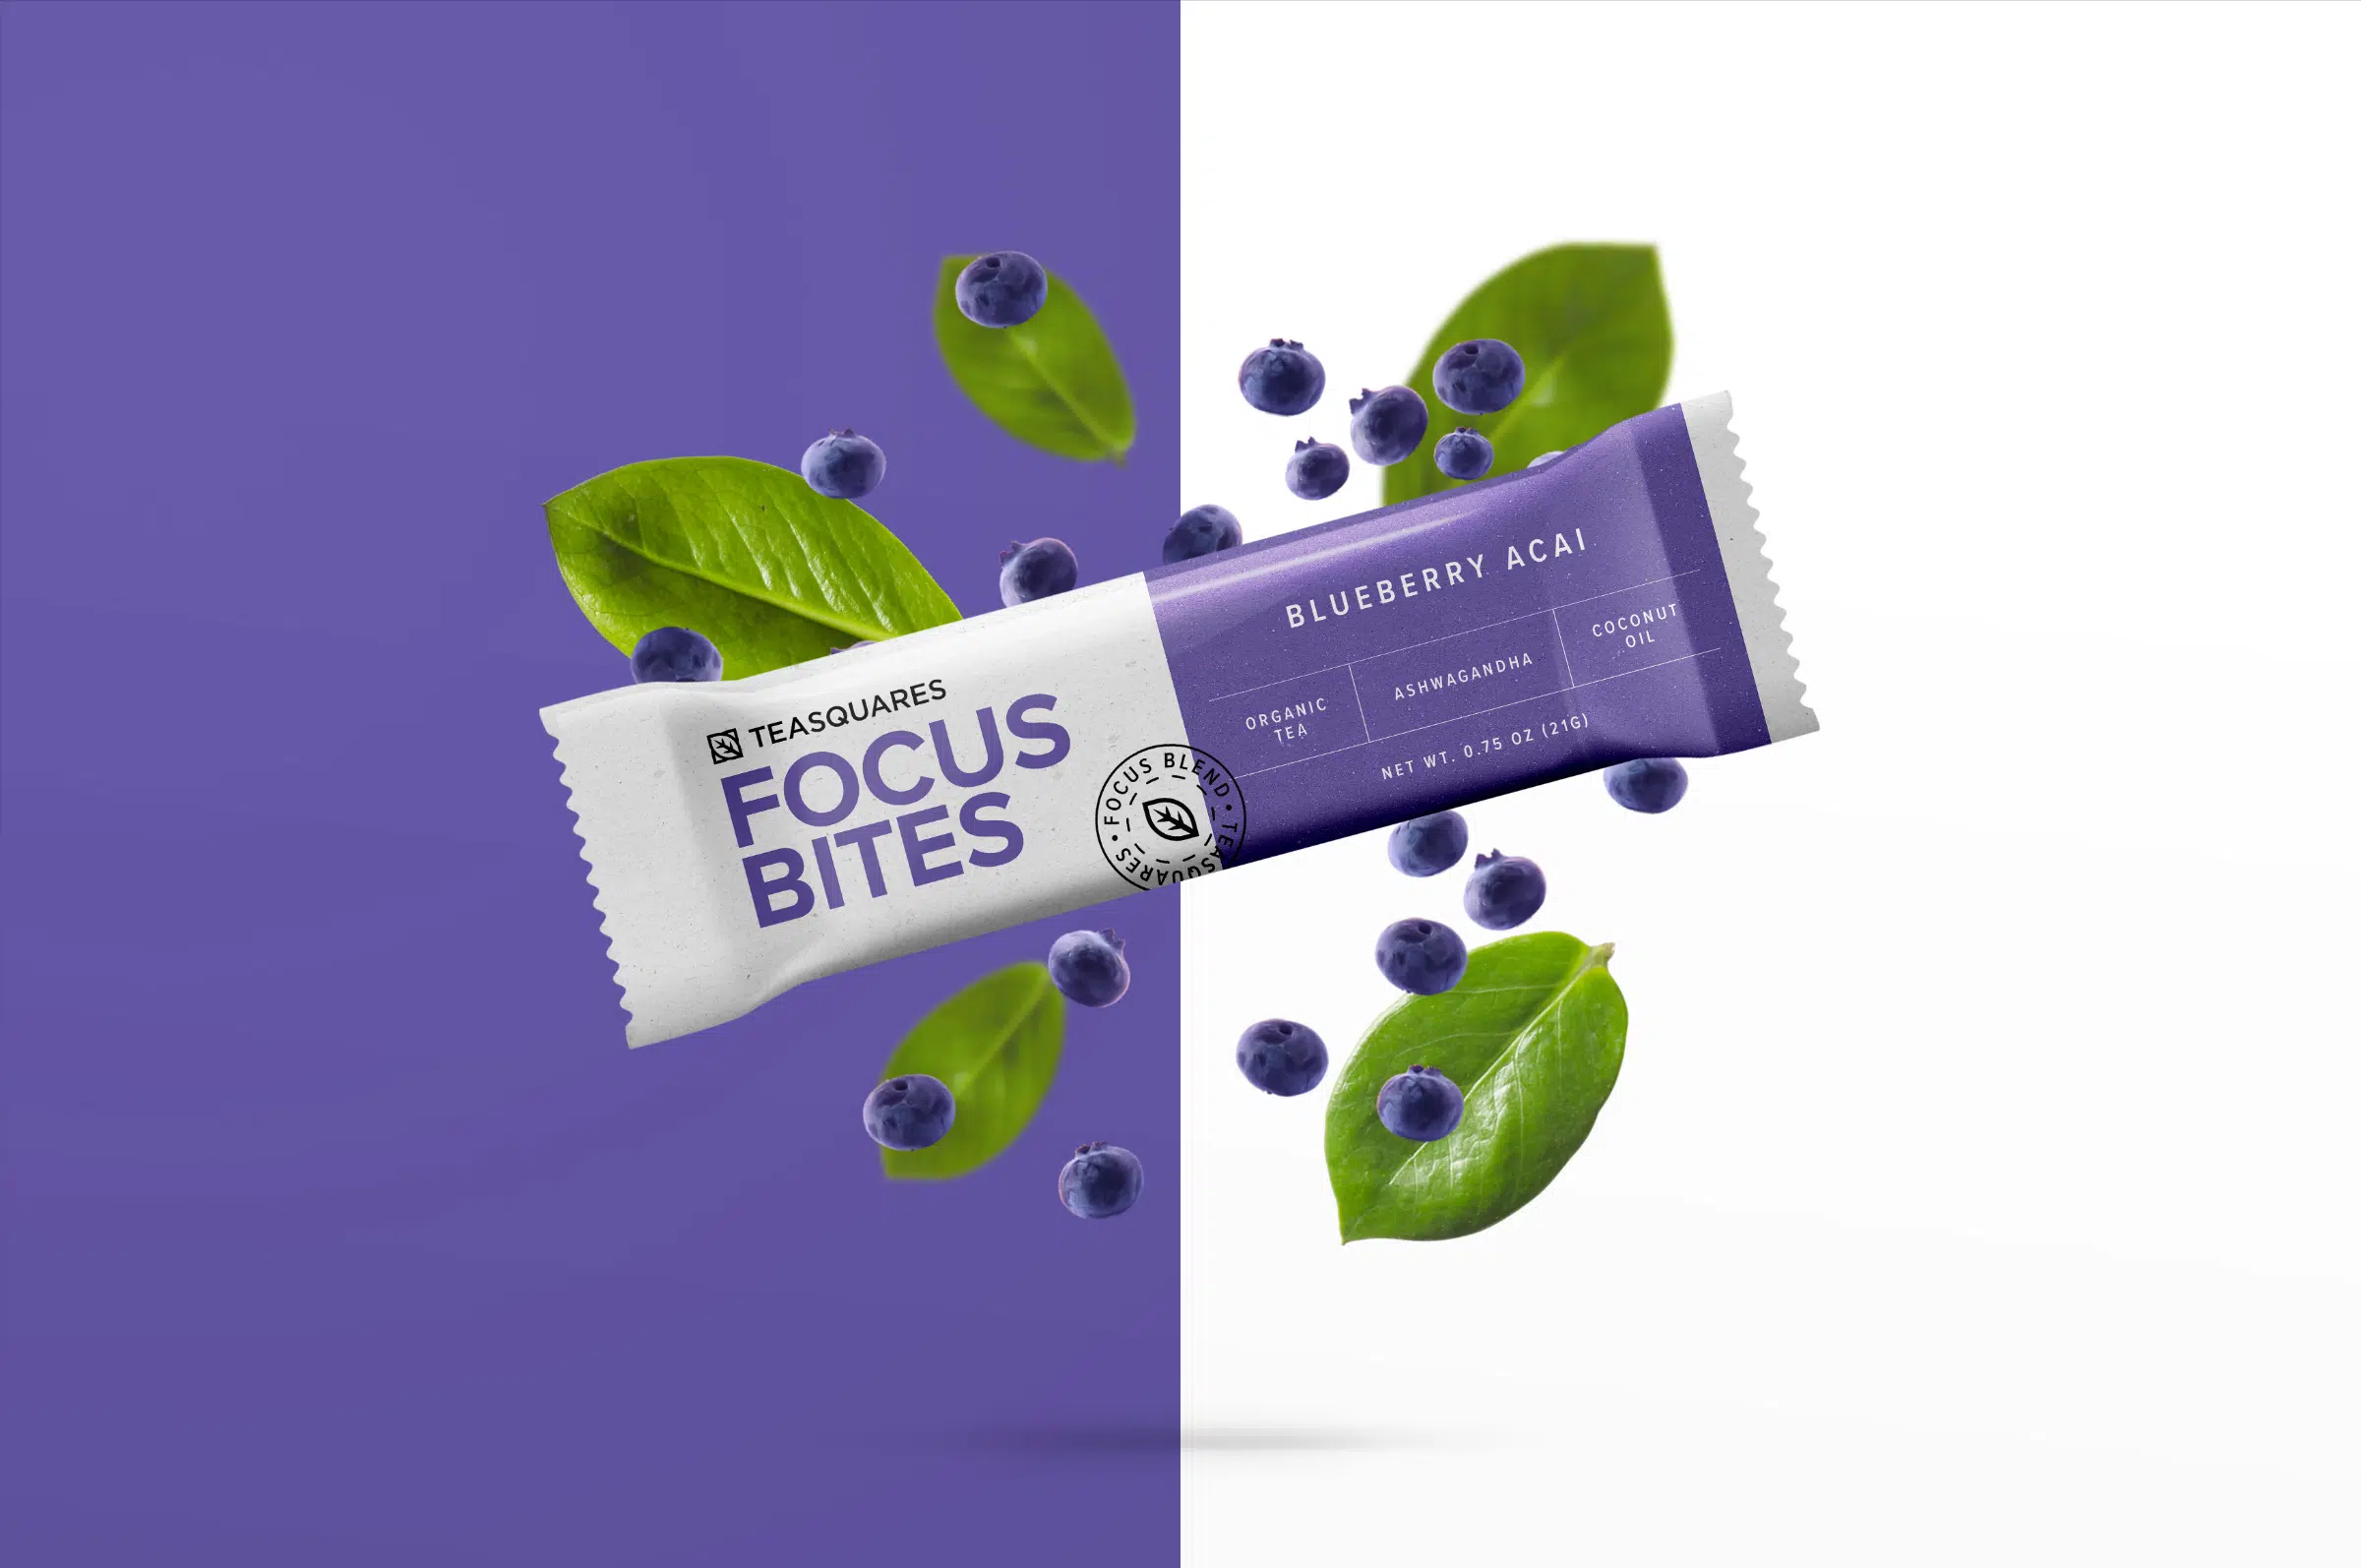 TEASQUARES
FOCUS
BITES
FOCUS BLEND • TEASQUARES •
BLUEBERRY ACAI
ORGANIC
TEA
ASHWAGANDHA
COCONUT
OIL
NET WT. 0.75 OZ (21G)